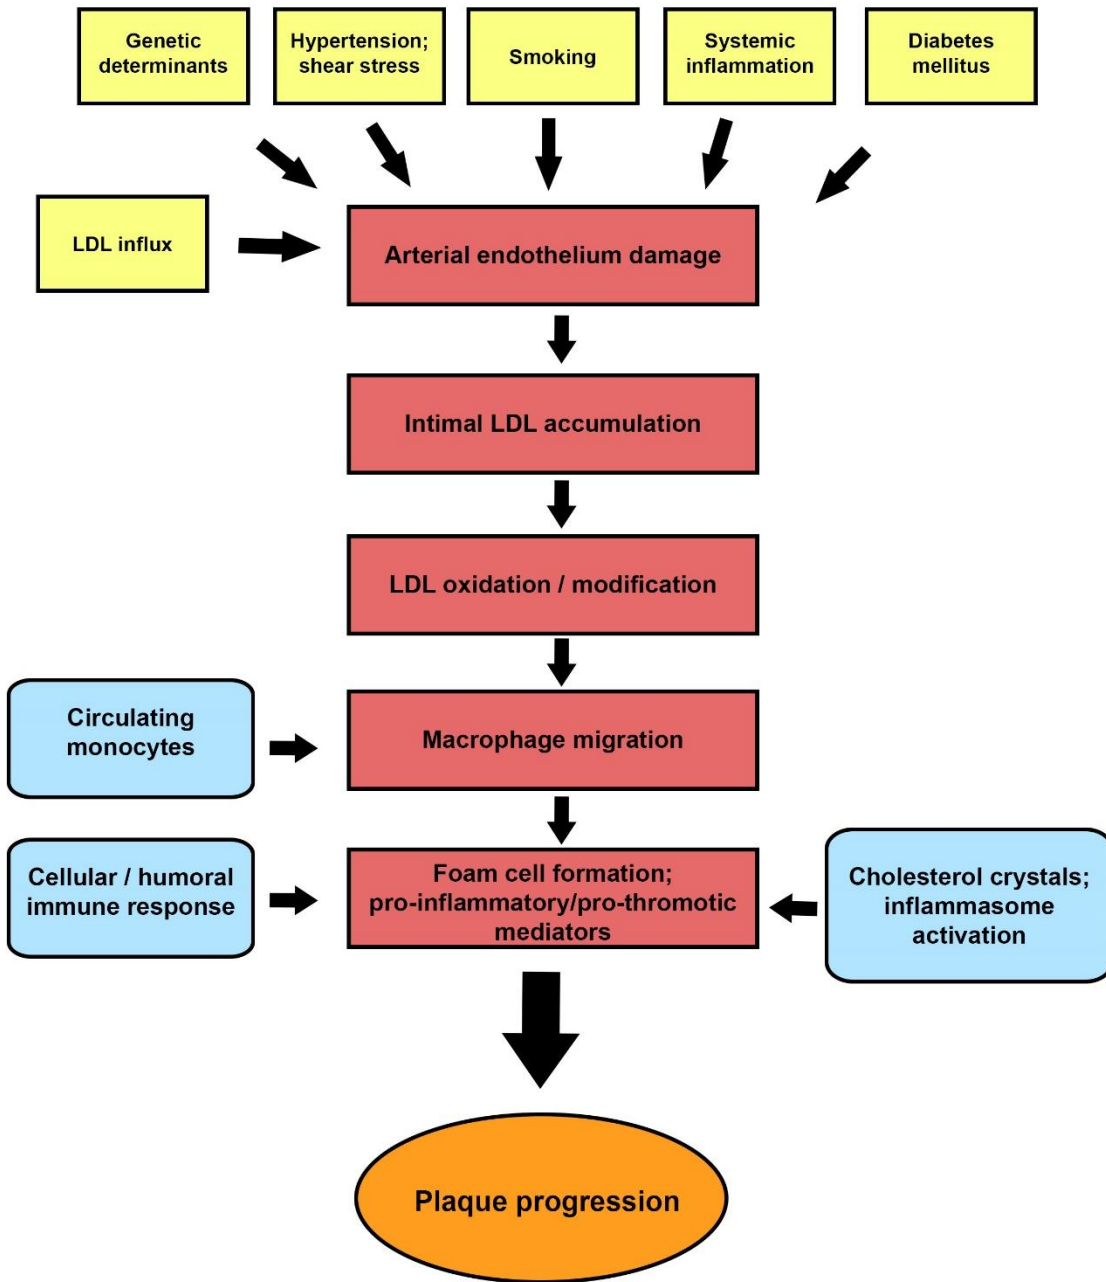 Genetic
determinants
Hypertension;
shear stress
Smoking
Systemic
inflammation
Diabetes
mellitus
LDL influx
Arterial endothelium damage
Intimal LDL accumulation
LDL oxidation / modification
Circulating
monocytes
Macrophage migration
Cellular / humoral
immune response
Foam cell formation;
pro-inflammatory/pro-thromotic
mediators
Cholesterol crystals;
inflammasome
activation
Plaque progression